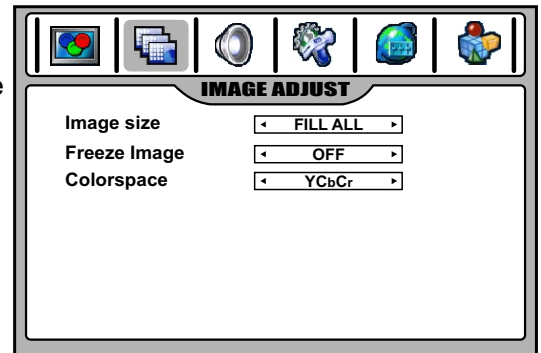 e
IMAGE ADJUST
Image size FILL ALL
Freeze Image OFF
Colorspace YCbCr